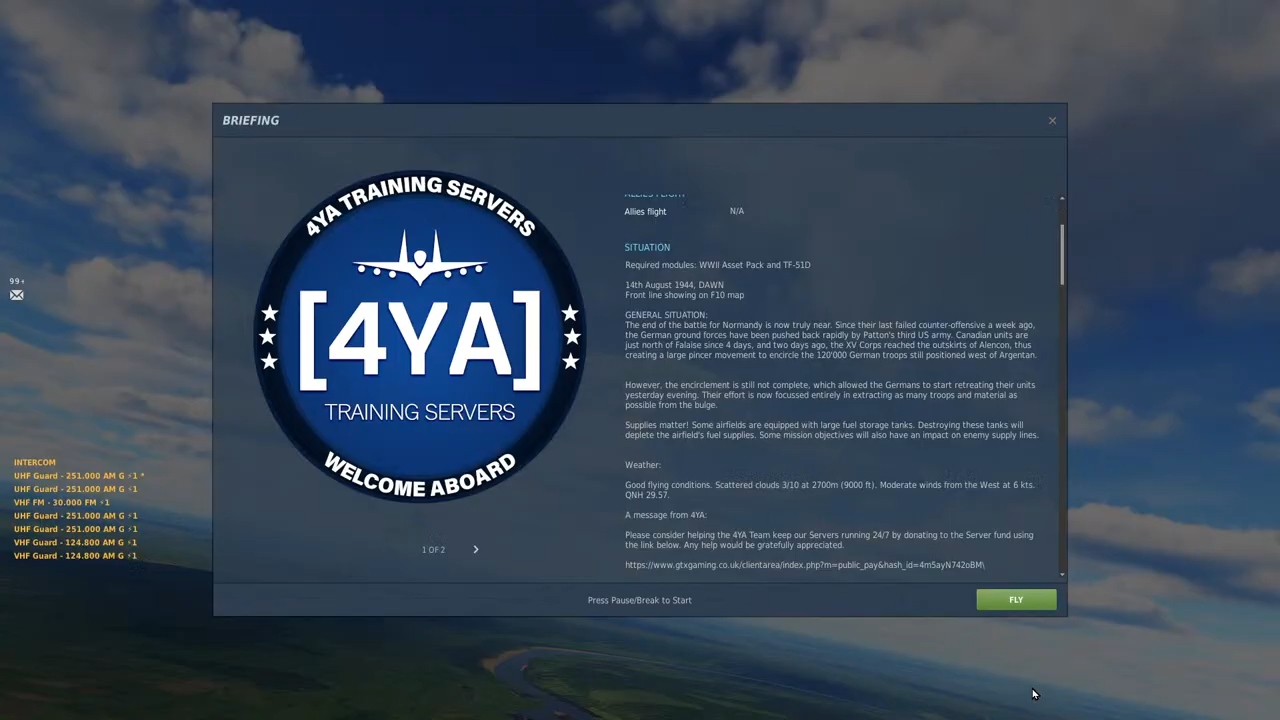 BRIEFING
4YA TRAINING SERVERS
[4YA]
TRAINING SERVERS
WELCOME ABOARD
1 OF 2
ALLIES FLIGHT
Allies flight N/A
SITUATION
Required modules: WWII Asset Pack and TF-51D
14th August 1944, DAWN
Front line showing on F10 map
GENERAL SITUATION:
The end of the battle for Normandy is now truly near. Since their last failed counter-offensive a week ago,
the German ground forces have been pushed back rapidly by Patton's third US army. Canadian units are
just north of Falaise since 4 days, and two days ago, the XV Corps reached the outskirts of Alencon, thus
creating a large pincer movement to encircle the 120'000 German troops still positioned west of Argentan.
However, the encirclement is still not complete, which allowed the Germans to start retreating their units
yesterday evening. Their effort is now focussed entirely in extracting as many troops and material as
possible from the bulge.
Supplies matter! Some airfields are equipped with large fuel storage tanks. Destroying these tanks will
deplete the airfield's fuel supplies. Some mission objectives will also have an impact on enemy supply lines.
Weather:
Good flying conditions. Scattered clouds 3/10 at 2700m (9000 ft). Moderate winds from the West at 6 kts.
QNH 29.57.
A message from 4YA:
Please consider helping the 4YA Team keep our Servers running 24/7 by donating to the Server fund using
the link below. Any help would be gratefully appreciated.
https://www.gtxgaming.co.uk/clientarea/index.php?m=public_pay&hash_id=4m5ayN742oBM\
Press Pause/Break to Start
FLY
99+
INTERCOM
UHF Guard - 251.000 AM G ⚡1 *
UHF Guard - 251.000 AM G ⚡1
VHF FM - 30.000 FM ⚡1
UHF Guard - 251.000 AM G ⚡1
UHF Guard - 251.000 AM G ⚡1
VHF Guard - 124.800 AM G ⚡1
VHF Guard - 124.800 AM G ⚡1